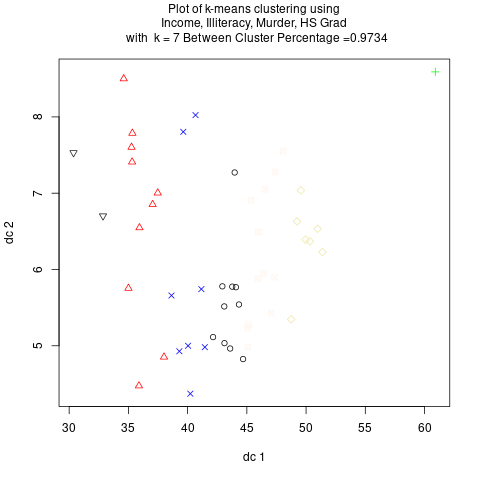 Plot of k-means clustering using
Income, Illiteracy, Murder, HS Grad
with k = 7 Between Cluster Percentage =0.9734
8
7
6
5
dc 2
30 35 40 45 50 55 60
dc 1